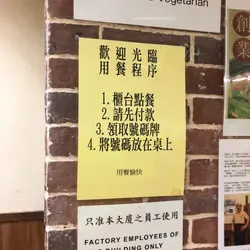 Vegetarian
歡迎光臨
用餐程序
1.櫃台點餐
2.請先付款
3.領取號碼牌
4.將號碼放在桌上
用餐愉快
只准本大廈之員工使用
FACTORY EMPLOYEES OF
BUILDING ONLY
創
業